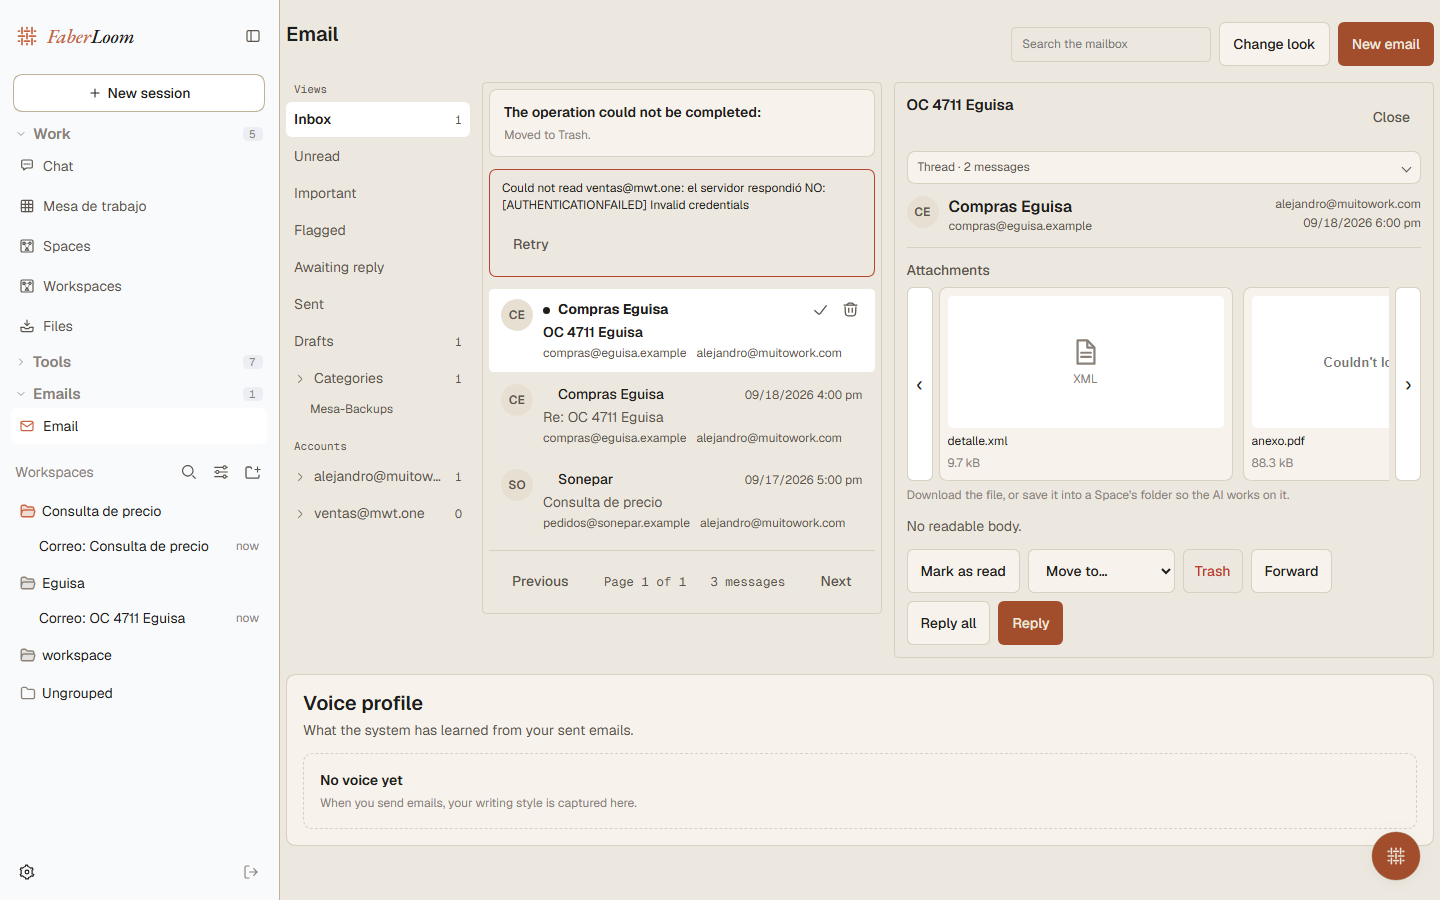 FaberLoom
+ New session
Work 5
Chat
Mesa de trabajo
Spaces
Workspaces
Files
Tools 7
Emails 1
Email
Workspaces
Consulta de precio
Correo: Consulta de precio now
Eguisa
Correo: OC 4711 Eguisa now
workspace
Ungrouped
Email
Search the mailbox
Change look
New email
Views
Inbox 1
Unread
Important
Flagged
Awaiting reply
Sent
Drafts 1
Categories 1
Mesa-Backups
Accounts
alejandro@muitow... 1
ventas@mwt.one 0
The operation could not be completed:
Moved to Trash.
Could not read ventas@mwt.one: el servidor respondió NO:
[AUTHENTICATIONFAILED] Invalid credentials
Retry
CE
Compras Eguisa
OC 4711 Eguisa
compras@eguisa.example alejandro@muitowork.com
CE
Compras Eguisa 09/18/2026 4:00 pm
Re: OC 4711 Eguisa
compras@eguisa.example alejandro@muitowork.com
SO
Sonepar 09/17/2026 5:00 pm
Consulta de precio
pedidos@sonepar.example alejandro@muitowork.com
Previous Page 1 of 1 3 messages Next
OC 4711 Eguisa
Close
Thread · 2 messages
CE
Compras Eguisa alejandro@muitowork.com
compras@eguisa.example 09/18/2026 6:00 pm
Attachments
‹
XML
detalle.xml
9.7 kB
Couldn't lo
anexo.pdf
88.3 kB
›
Download the file, or save it into a Space's folder so the AI works on it.
No readable body.
Mark as read
Move to...
Trash
Forward
Reply all
Reply
Voice profile
What the system has learned from your sent emails.
No voice yet
When you send emails, your writing style is captured here.